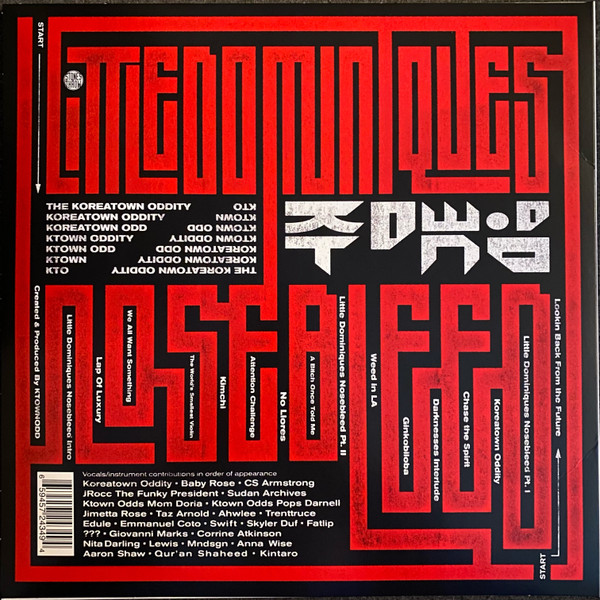 START
LITTLE DOMINIQUES
THE KOREATOWN ODDITY KTO
KOREATOWN ODDITY KTOWN
KOREATOWN ODD KTOWN ODD
KTOWN ODDITY KTOWN ODDITY
KTOWN ODD KOREATOWN ODD
KTOWN KOREATOWN ODDITY
KTO THE KOREATOWN ODDITY
NOSEBLEED
Created & Produced By KTOWNODD
Little Dominiques Nosebleed Intro
Lap Of Luxury
We All Want Something
The World's Smallest Violin
Kimchi
Attention Challenge
No Llores
A Bitch Once Told Me
Little Dominiques Nosebleed Pt. II
Weed in LA
Ginkobiloba
Darknesses Interlude
Chase the Spirit
Koreatown Oddity
Little Dominiques Nosebleed Pt. I
Lookin Back From the Future
START
Vocals/instrument contributions in order of appearance
Koreatown Oddity • Baby Rose • CS Armstrong
JRocc The Funky President • Sudan Archives
Ktown Odds Mom Doria • Ktown Odds Pops Darnell
Jimetta Rose • Taz Arnold • Ahwlee • Trentruce
Edule • Emmanuel Coto • Swift • Skyler Duf • Fatlip
??? • Giovanni Marks • Corrine Atkinson
Nita Darling • Lewis • Mndsgn • Anna Wise
Aaron Shaw • Qur'an Shaheed • Kintaro
6 59457 24349 4